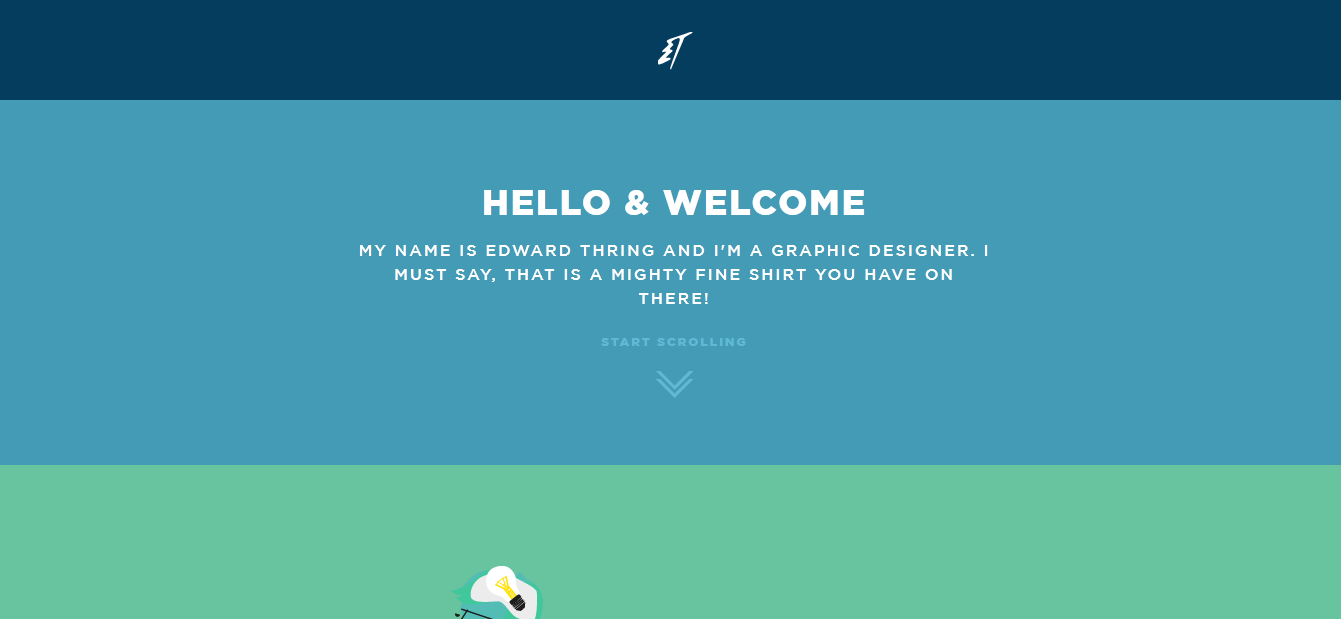 ET
HELLO & WELCOME
MY NAME IS EDWARD THRING AND I'M A GRAPHIC DESIGNER. I
MUST SAY, THAT IS A MIGHTY FINE SHIRT YOU HAVE ON
THERE!
START SCROLLING